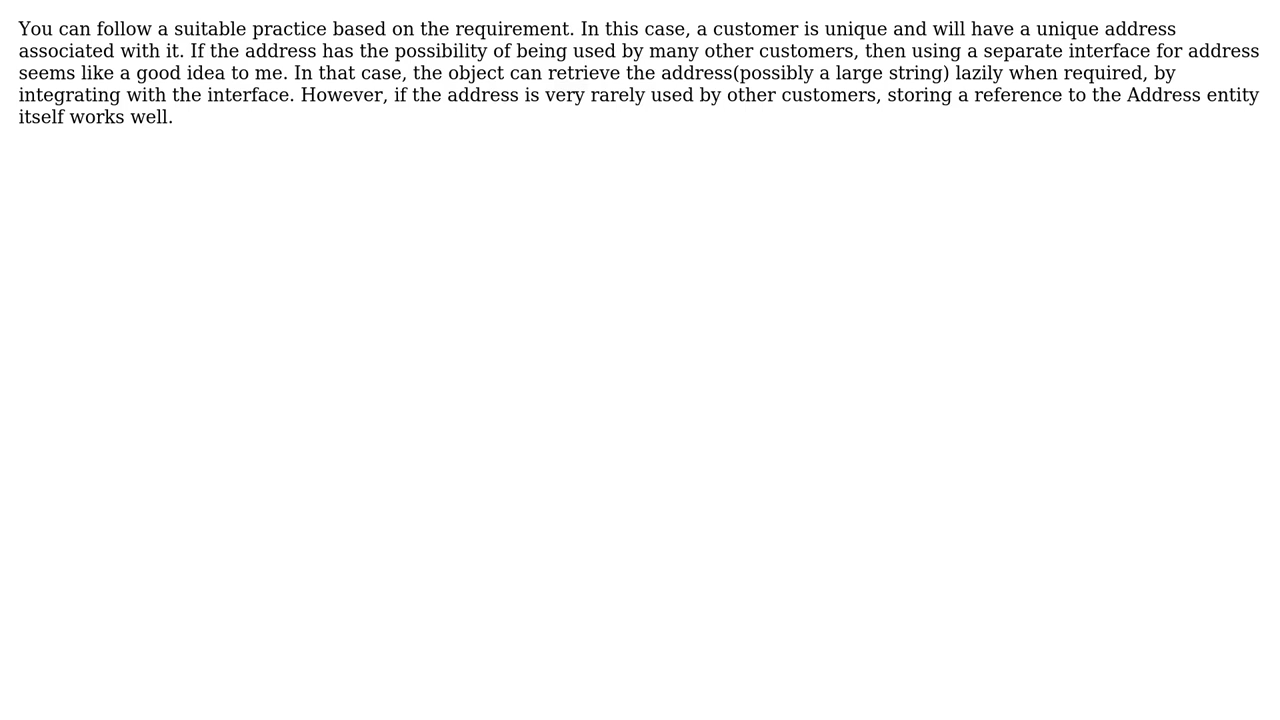 You can follow a suitable practice based on the requirement. In this case, a customer is unique and will have a unique address
associated with it. If the address has the possibility of being used by many other customers, then using a separate interface for address
seems like a good idea to me. In that case, the object can retrieve the address(possibly a large string) lazily when required, by
integrating with the interface. However, if the address is very rarely used by other customers, storing a reference to the Address entity
itself works well.